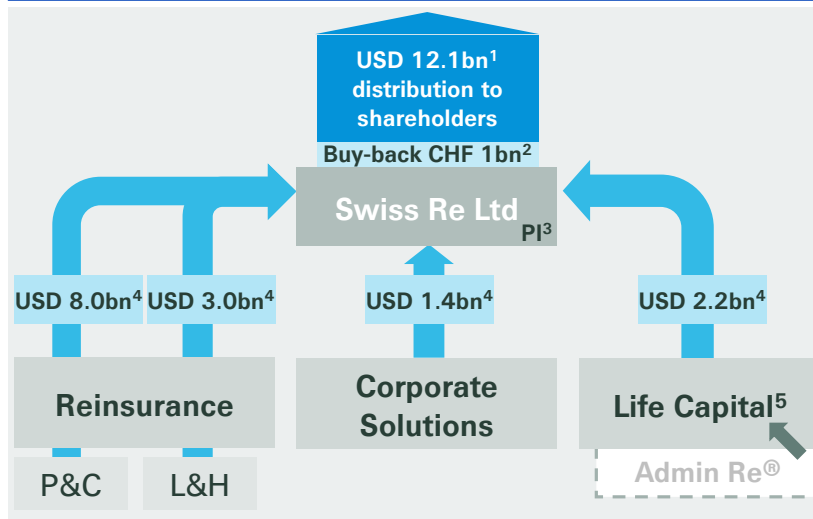 USD 12.1bn¹
distribution to
shareholders
Buy-back CHF 1bn²
Swiss Re Ltd
PI³
USD 8.0bn⁴
USD 3.0bn⁴
USD 1.4bn⁴
USD 2.2bn⁴
Reinsurance
Corporate
Solutions
Life Capital⁵
P&C
L&H
Admin Re®